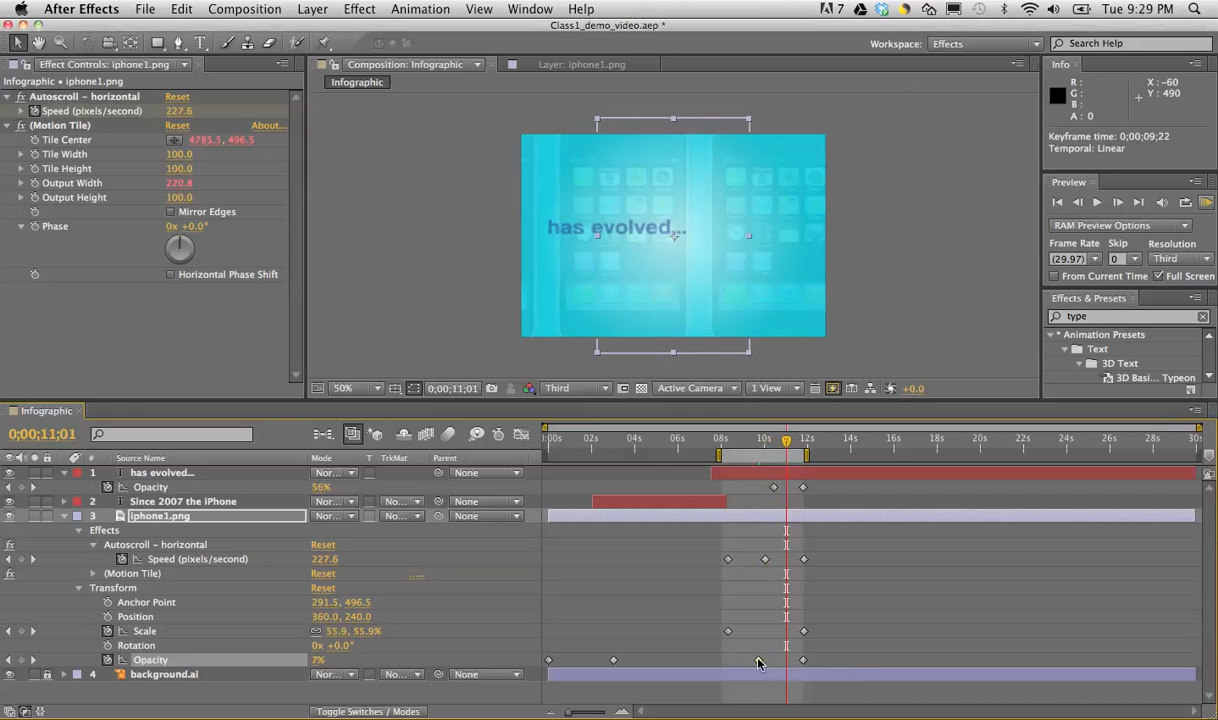 After Effects File Edit Composition Layer Effect Animation View Window Help 7 Tue 9:29 PM
Class1_demo_video.aep *
Workspace: Effects Search Help
Effect Controls: iphone1.png
Composition: Infographic
Layer: iphone1.png
Info
Infographic • iphone1.png
Infographic
Autoscroll – horizontal Reset
Speed (pixels/second) 227.6
(Motion Tile) Reset About...
Tile Center 4785.5, 496.5
Tile Width 100.0
Tile Height 100.0
Output Width 220.8
Output Height 100.0
Mirror Edges
Phase 0x +0.0°
Horizontal Phase Shift
has evolved...
R: X: -60
G: Y: 490
B:
A: 0
Keyframe time: 0;00;09;22
Temporal: Linear
Preview
RAM Preview Options
Frame Rate Skip Resolution
(29.97) 0 Third
From Current Time Full Screen
Effects & Presets
type
* Animation Presets
Text
3D Text
3D Basi... Typeon
50% 0;00;11;01 Third Active Camera 1 View +0.0
Infographic
0;00;11;01
:00s 02s 04s 06s 08s 10s 12s 14s 16s 18s 20s 22s 24s 26s 28s 30s
# Source Name Mode T TrkMat Parent
1 T has evolved... Nor... None
Opacity 56%
2 T Since 2007 the iPhone Nor... None
3 iphone1.png Nor... None
Effects
Autoscroll – horizontal Reset
Speed (pixels/second) 227.6
(Motion Tile) Reset .....
Transform Reset
Anchor Point 291.5, 496.5
Position 360.0, 240.0
Scale 55.9, 55.9%
Rotation 0x +0.0°
Opacity 7%
4 background.ai Nor... None
Toggle Switches / Modes